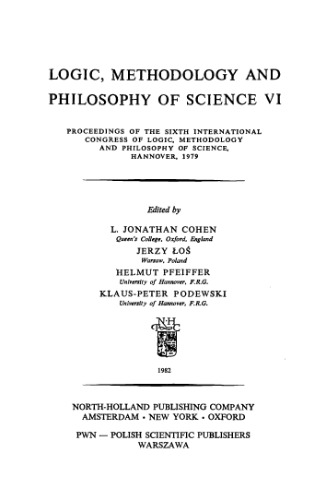 LOGIC, METHODOLOGY AND
PHILOSOPHY OF SCIENCE VI
PROCEEDINGS OF THE SIXTH INTERNATIONAL
CONGRESS OF LOGIC, METHODOLOGY
AND PHILOSOPHY OF SCIENCE,
HANNOVER, 1979
Edited by
L. JONATHAN COHEN
Queen's College, Oxford, England
JERZY ŁOŚ
Warsaw, Poland
HELMUT PFEIFFER
University of Hannover, F.R.G.
KLAUS-PETER PODEWSKI
University of Hannover, F.R.G.
N·H
1982
NORTH-HOLLAND PUBLISHING COMPANY
AMSTERDAM • NEW YORK • OXFORD
PWN — POLISH SCIENTIFIC PUBLISHERS
WARSZAWA